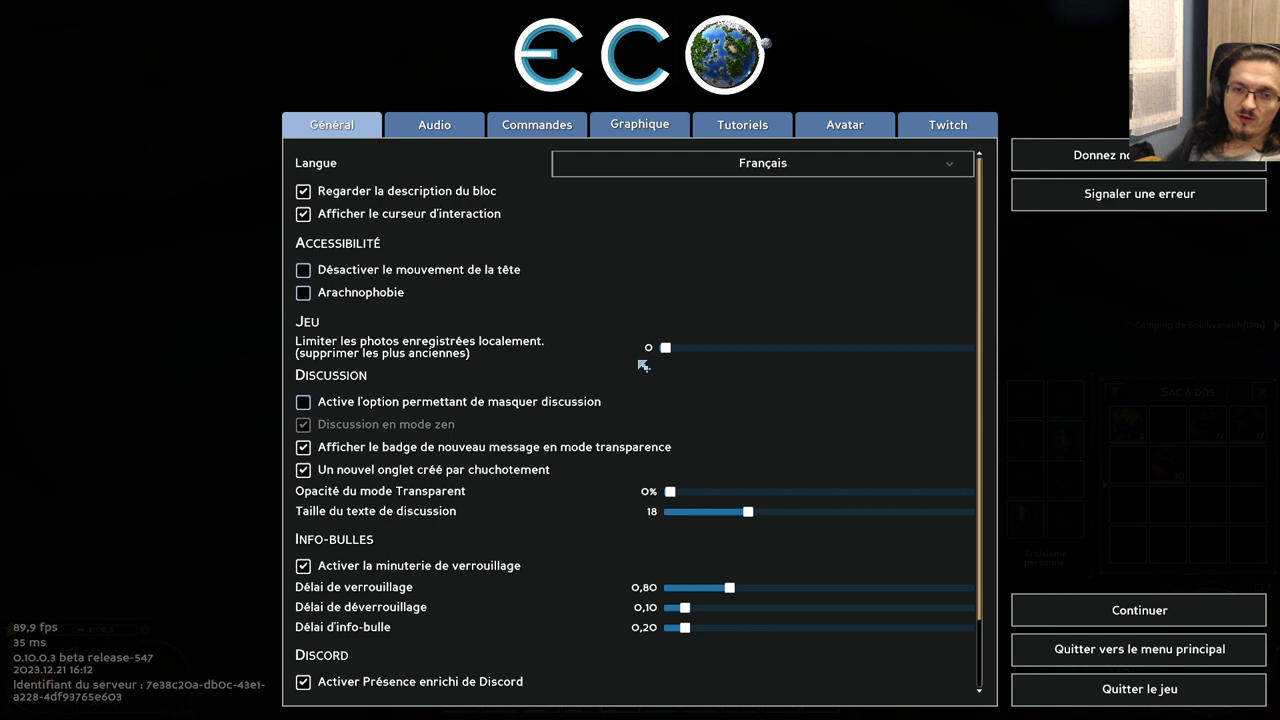 ECO
Général
Audio
Commandes
Graphique
Tutoriels
Avatar
Twitch
Langue
Français
Regarder la description du bloc
Afficher le curseur d'interaction
Accessibilité
Désactiver le mouvement de la tête
Arachnophobie
Jeu
Limiter les photos enregistrées localement.
(supprimer les plus anciennes)
0
Discussion
Active l'option permettant de masquer discussion
Discussion en mode zen
Afficher le badge de nouveau message en mode transparence
Un nouvel onglet créé par chuchotement
Opacité du mode Transparent
0%
Taille du texte de discussion
18
Info-bulles
Activer la minuterie de verrouillage
Délai de verrouillage
0,80
Délai de déverrouillage
0,10
Délai d'info-bulle
0,20
Discord
Activer Présence enrichi de Discord
Donnez
Signaler une erreur
Sac à dos
Troisième
personne
Continuer
Quitter vers le menu principal
Quitter le jeu
89,9 fps
35 ms
0.10.0.3 beta release-547
2023.12.21 16:12
Identifiant du serveur : 7e38c20a-db0c-43e1-
a228-4df93765e603